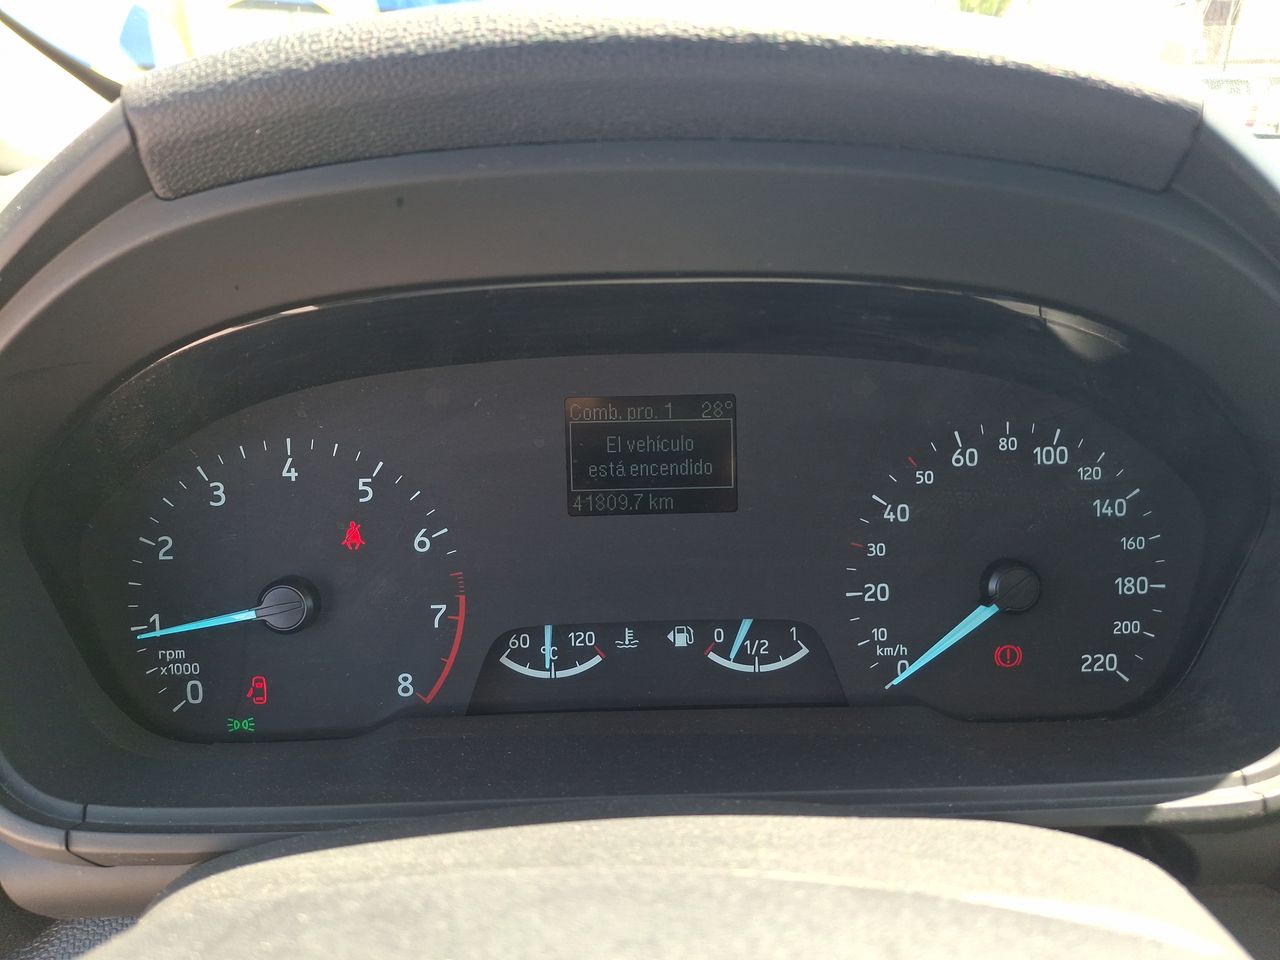 Comb. pro. 1 28°
El vehículo
está encendido
41809.7 km
0
1
2
3
4
5
6
7
8
rpm
x1000
60 120
°C
0 1/2 1
0
10
20
30
40
50
60
80
100
120
140
160
180
200
220
km/h